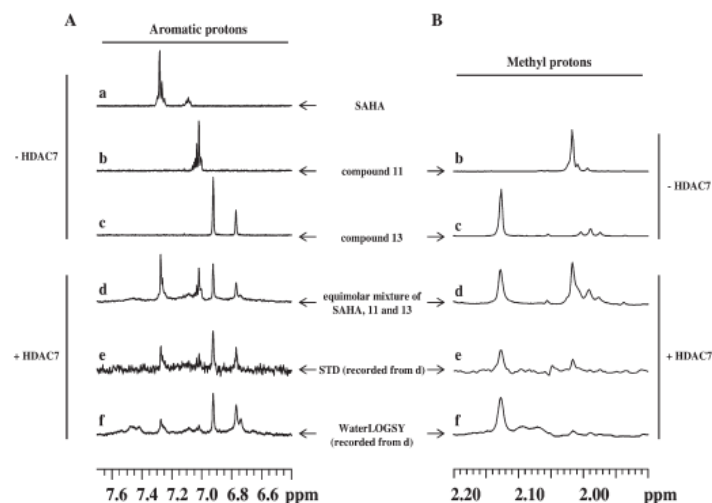 A
B
Aromatic protons
Methyl protons
a
SAHA
- HDAC7
b
compound 11
b
- HDAC7
c
compound 13
c
d
equimolar mixture of
SAHA, 11 and 13
d
+ HDAC7
e
STD (recorded from d)
e
+ HDAC7
f
WaterLOGSY
(recorded from d)
f
7.6 7.4 7.2 7.0 6.8 6.6 ppm
2.20 2.10 2.00 ppm